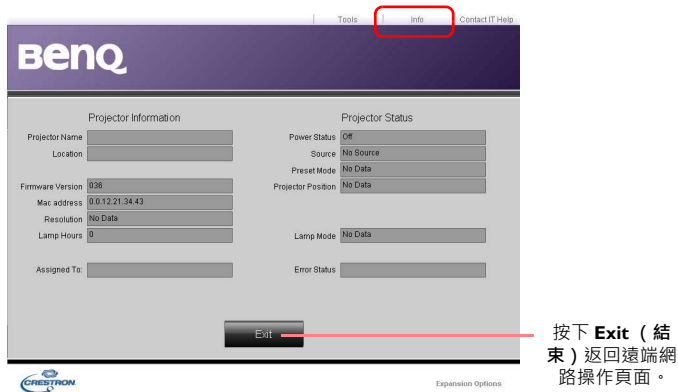 Tools | Info | Contact IT Help
BenQ
Projector Information
Projector Name
Location
Firmware Version 036
Mac address 0.0.12.21.34.43
Resolution No Data
Lamp Hours 0
Assigned To:
Projector Status
Power Status Off
Source No Source
Preset Mode No Data
Projector Position No Data
Lamp Mode No Data
Error Status
Exit
按下 Exit （結
束）返回遠端網
路操作頁面。
CRESTRON
Expansion Options